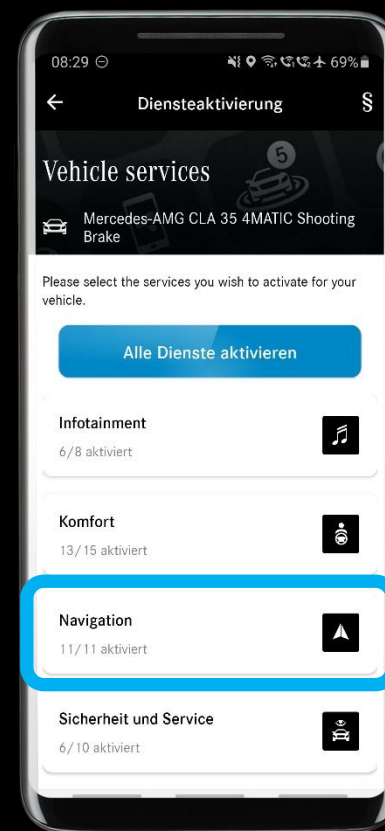 08:29 69%
Diensteaktivierung §
5
Vehicle services
Mercedes-AMG CLA 35 4MATIC Shooting
Brake
Please select the services you wish to activate for your
vehicle.
Alle Dienste aktivieren
Infotainment
6/8 aktiviert
Komfort
13/15 aktiviert
Navigation
11/11 aktiviert
Sicherheit und Service
6/10 aktiviert